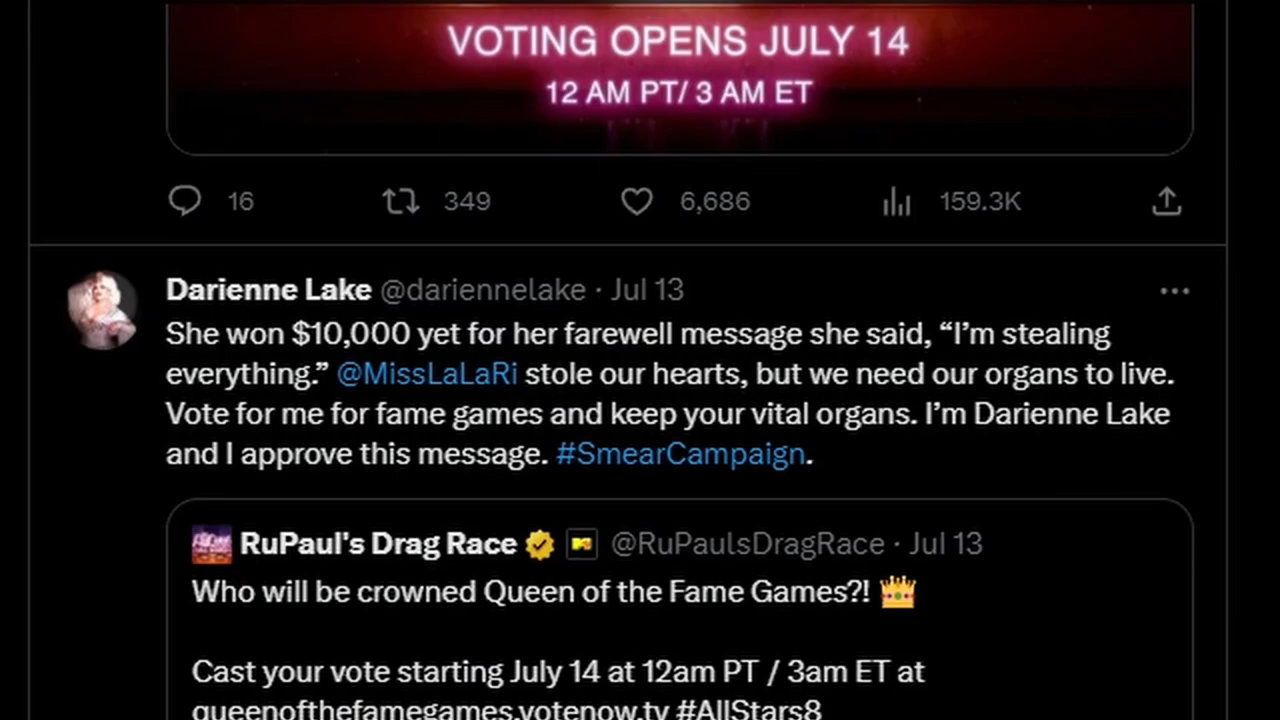 VOTING OPENS JULY 14
12 AM PT/ 3 AM ET
16 349 6,686 159.3K
Darienne Lake @dariennelake · Jul 13
She won $10,000 yet for her farewell message she said, “I’m stealing
everything.” @MissLaLaRi stole our hearts, but we need our organs to live.
Vote for me for fame games and keep your vital organs. I’m Darienne Lake
and I approve this message. #SmearCampaign.
RuPaul's Drag Race @RuPaulsDragRace · Jul 13
Who will be crowned Queen of the Fame Games?! 👑
Cast your vote starting July 14 at 12am PT / 3am ET at
queenofthefamegames.votenow.tv #AllStars8